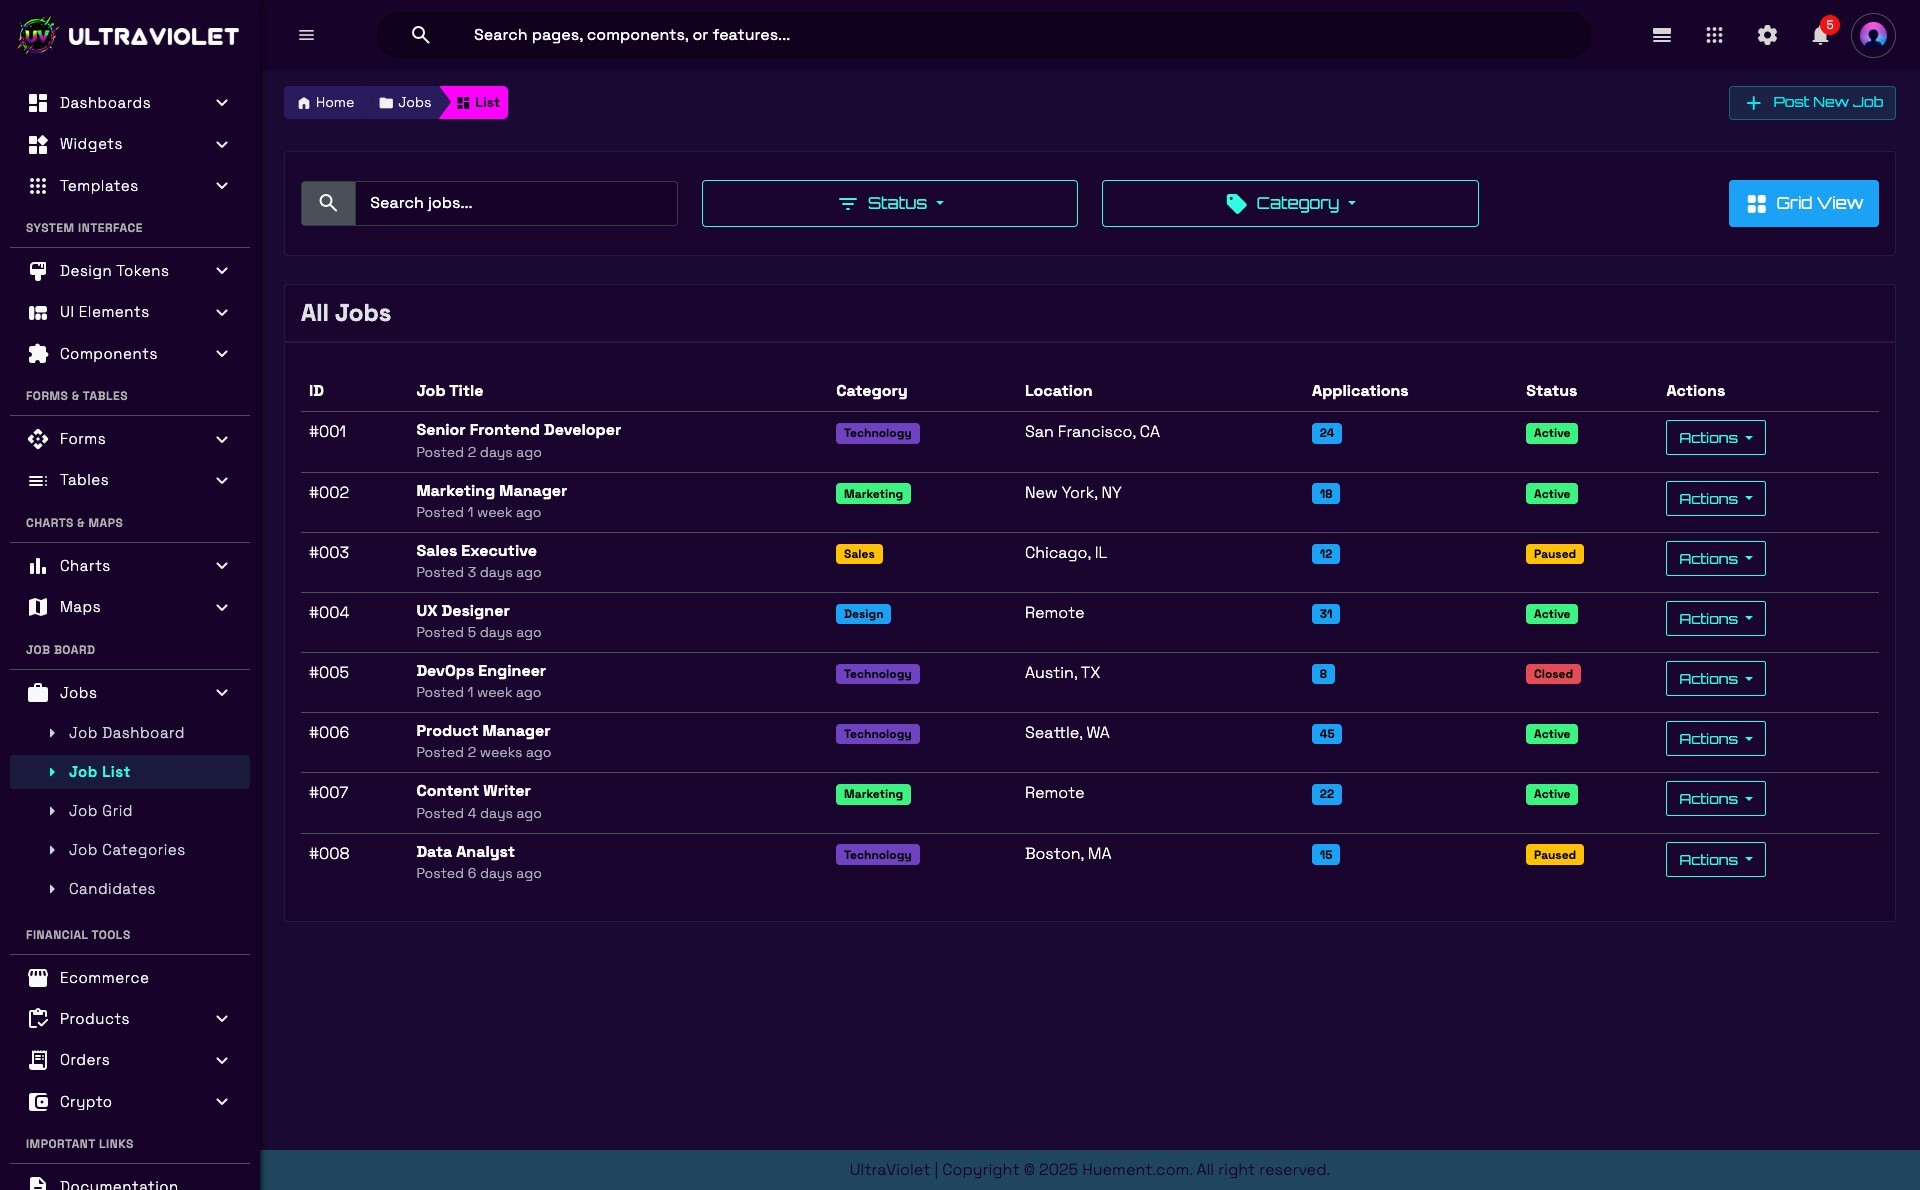 UV ULTRAVIOLET
Search pages, components, or features...
5
Dashboards
Widgets
Templates
SYSTEM INTERFACE
Design Tokens
UI Elements
Components
FORMS & TABLES
Forms
Tables
CHARTS & MAPS
Charts
Maps
JOB BOARD
Jobs
Job Dashboard
Job List
Job Grid
Job Categories
Candidates
FINANCIAL TOOLS
Ecommerce
Products
Orders
Crypto
IMPORTANT LINKS
Documentation
Home Jobs List
Post New Job
Search jobs... Status Category Grid View
All Jobs
ID Job Title Category Location Applications Status Actions
#001 Senior Frontend Developer Technology San Francisco, CA 24 Active Actions
Posted 2 days ago
#002 Marketing Manager Marketing New York, NY 18 Active Actions
Posted 1 week ago
#003 Sales Executive Sales Chicago, IL 12 Paused Actions
Posted 3 days ago
#004 UX Designer Design Remote 31 Active Actions
Posted 5 days ago
#005 DevOps Engineer Technology Austin, TX 8 Closed Actions
Posted 1 week ago
#006 Product Manager Technology Seattle, WA 45 Active Actions
Posted 2 weeks ago
#007 Content Writer Marketing Remote 22 Active Actions
Posted 4 days ago
#008 Data Analyst Technology Boston, MA 15 Paused Actions
Posted 6 days ago
UltraViolet | Copyright © 2025 Huement.com. All right reserved.